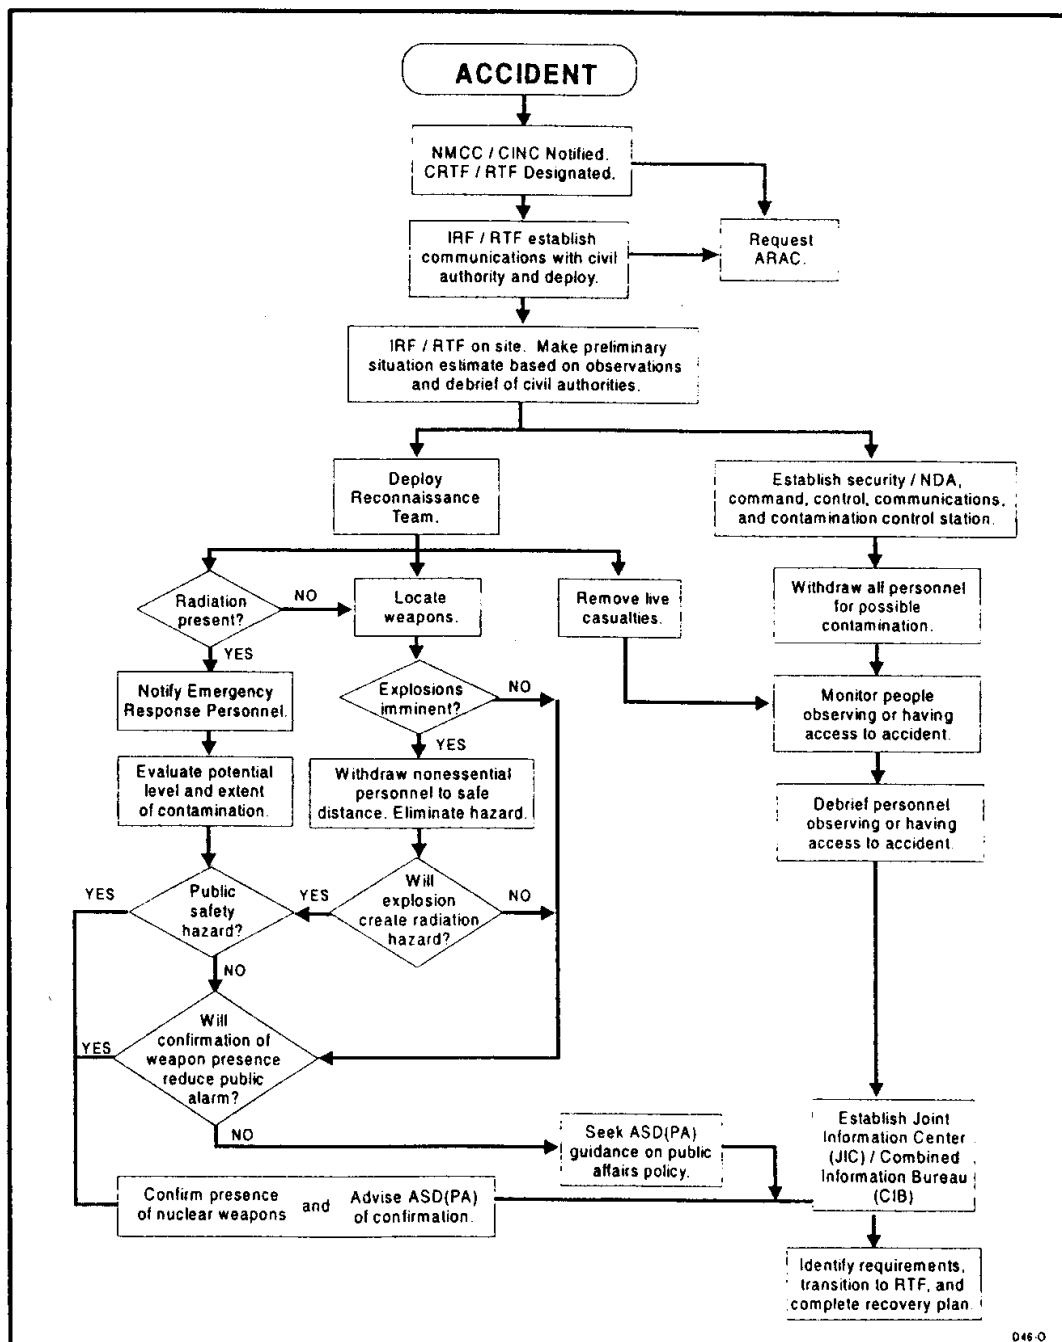 ACCIDENT
NMCC / CINC Notified.
CRTF / RTF Designated.
IRF / RTF establish
communications with civil
authority and deploy.
Request
ARAC.
IRF / RTF on site. Make preliminary
situation estimate based on observations
and debrief of civil authorities.
Deploy
Reconnaissance
Team.
Establish security / NDA,
command, control, communications,
and contamination control station.
Radiation
present?
NO
Locate
weapons.
Remove live
casualties.
Withdraw all personnel
for possible
contamination.
YES
Notify Emergency
Response Personnel.
Explosions
imminent?
NO
Monitor people
observing or having
access to accident.
YES
Evaluate potential
level and extent
of contamination.
Withdraw nonessential
personnel to safe
distance. Eliminate hazard.
Debrief personnel
observing or having
access to accident.
YES
Public
safety
hazard?
YES
Will
explosion
create radiation
hazard?
NO
NO
YES
Will
confirmation of
weapon presence
reduce public
alarm?
NO
Seek ASD(PA)
guidance on public
affairs policy.
Establish Joint
Information Center
(JIC) / Combined
Information Bureau
(CIB)
Confirm presence
of nuclear weapons
and
Advise ASD(PA)
of confirmation.
Identify requirements,
transition to RTF, and
complete recovery plan.
D46-O